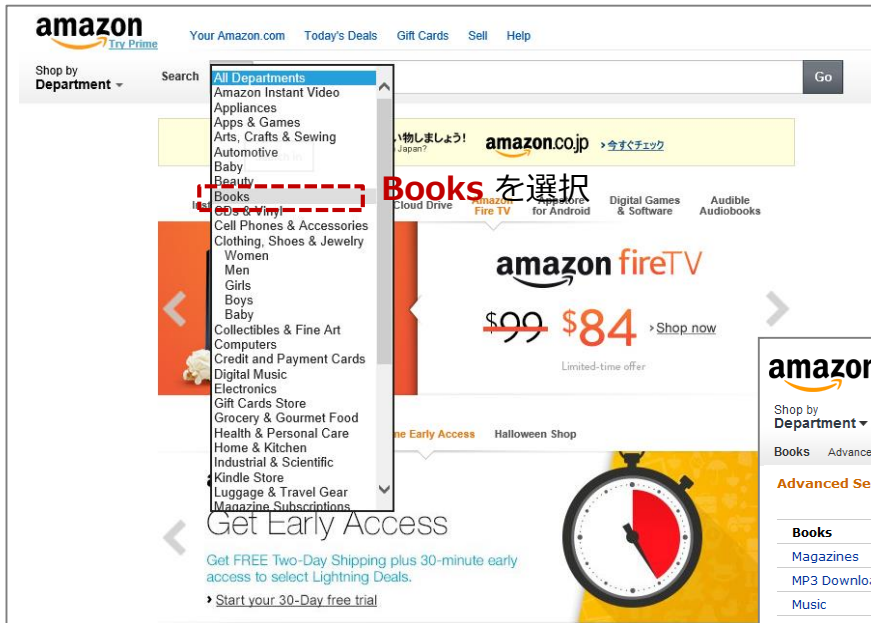 amazon
Try Prime
Your Amazon.com Today's Deals Gift Cards Sell Help
Shop by
Department
Search
All Departments
Go
Amazon Instant Video
Appliances
Apps & Games
Arts, Crafts & Sewing
Automotive
Baby
Beauty
Books
CDs & Vinyl
Cell Phones & Accessories
Clothing, Shoes & Jewelry
Women
Men
Girls
Boys
Baby
Collectibles & Fine Art
Computers
Credit and Payment Cards
Digital Music
Electronics
Gift Cards Store
Grocery & Gourmet Food
Health & Personal Care
Home & Kitchen
Industrial & Scientific
Kindle Store
Luggage & Travel Gear
Magazine Subscriptions
い物しましょう!
Japan?
amazon.co.jp
今すぐチェック
Books を選択
Cloud Drive
Amazon
Fire TV
Appstore
for Android
Digital Games
& Software
Audible
Audiobooks
amazon fireTV
$99 $84
Shop now
Limited-time offer
me Early Access Halloween Shop
Get Early Access
Get FREE Two-Day Shipping plus 30-minute early
access to select Lightning Deals.
Start your 30-Day free trial
amazon
Shop by
Department
Books Advance
Advanced Se
Books
Magazines
MP3 Downloa
Music